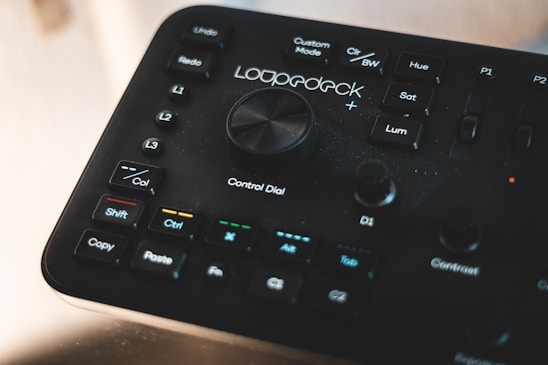 Undo
Custom
Mode
Clr/BW
Hue
P1
P2
Redo
Loupedeck
+
Sat
L1
L2
Lum
L3
Control Dial
--/Col
D1
Shift
Ctrl
Alt
Tab
Contrast
Copy
Paste
Fn
C1
C2
Exposure